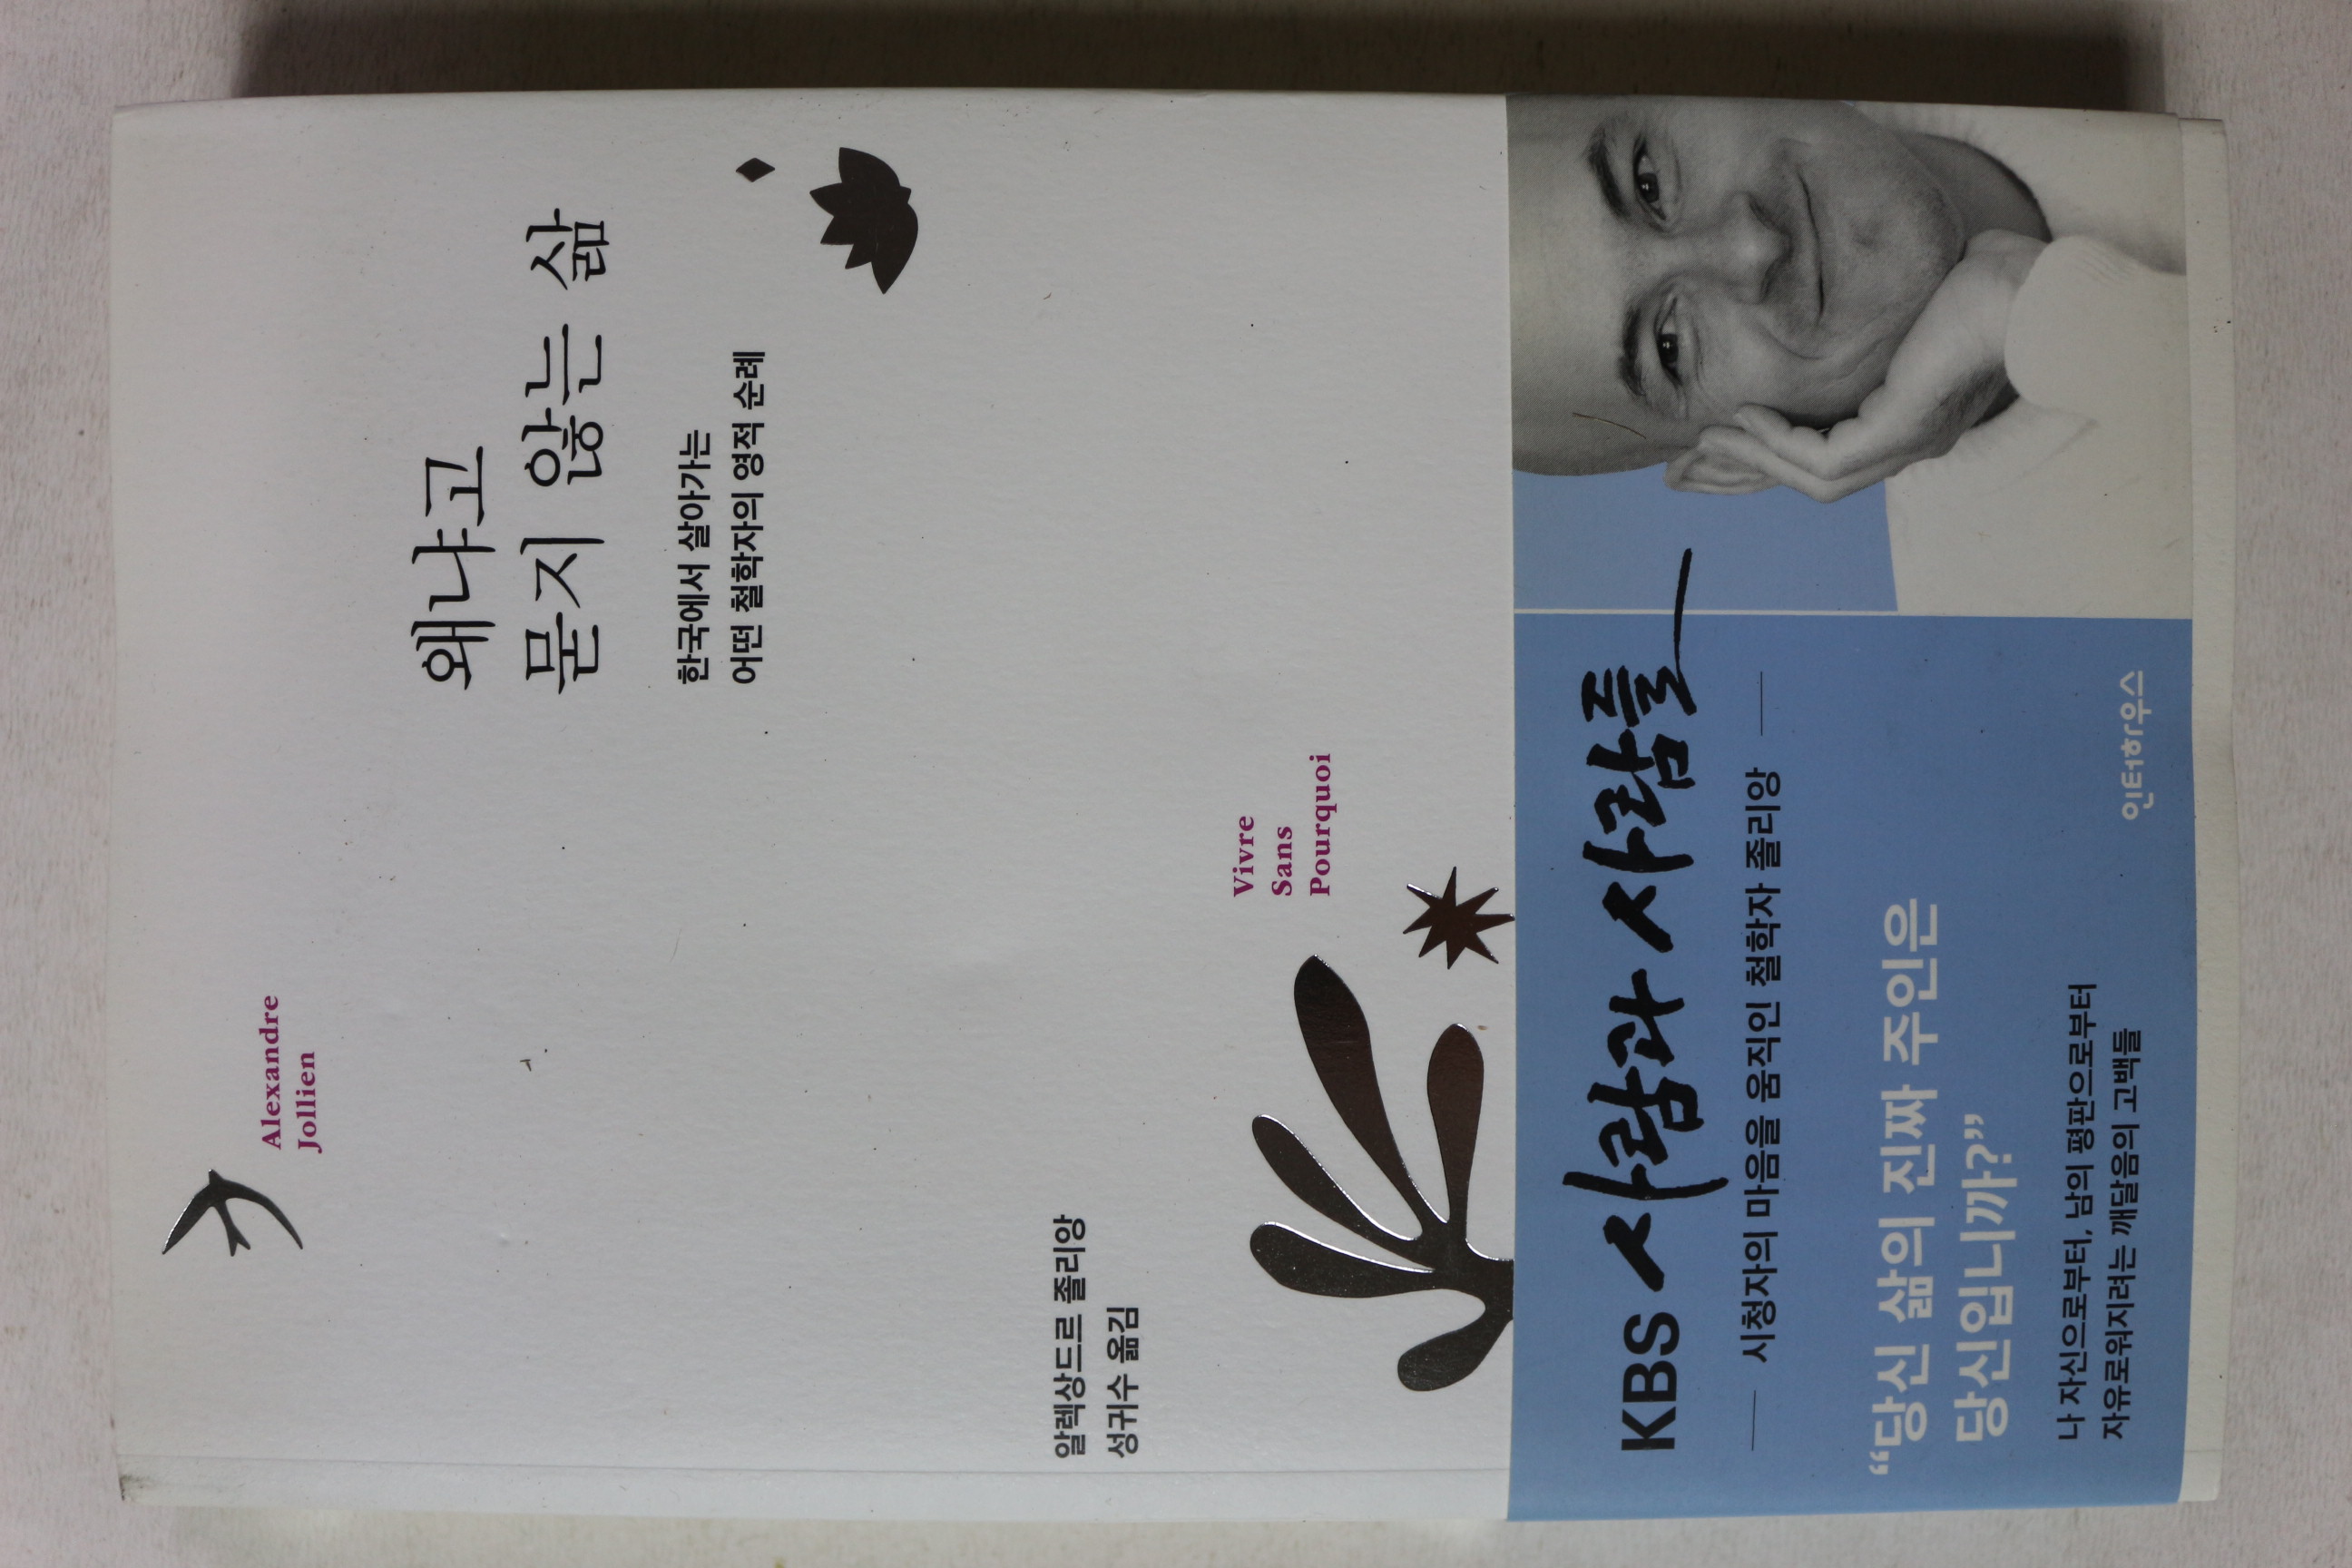 Alexandre
Jollien
왜냐고
묻지 않는 삶
한국에서 살아가는
어떤 철학자의 영적 순례
알렉상드르 졸리앙
성귀수 옮김
Vivre
Sans
Pourquoi
KBS 사람과 사람들
시청자의 마음을 움직인 철학자 졸리앙
“당신 삶의 진짜 주인은
당신입니까?”
나 자신으로부터, 남의 평판으로부터
자유로워지려는 깨달음의 고백들
인터하우스